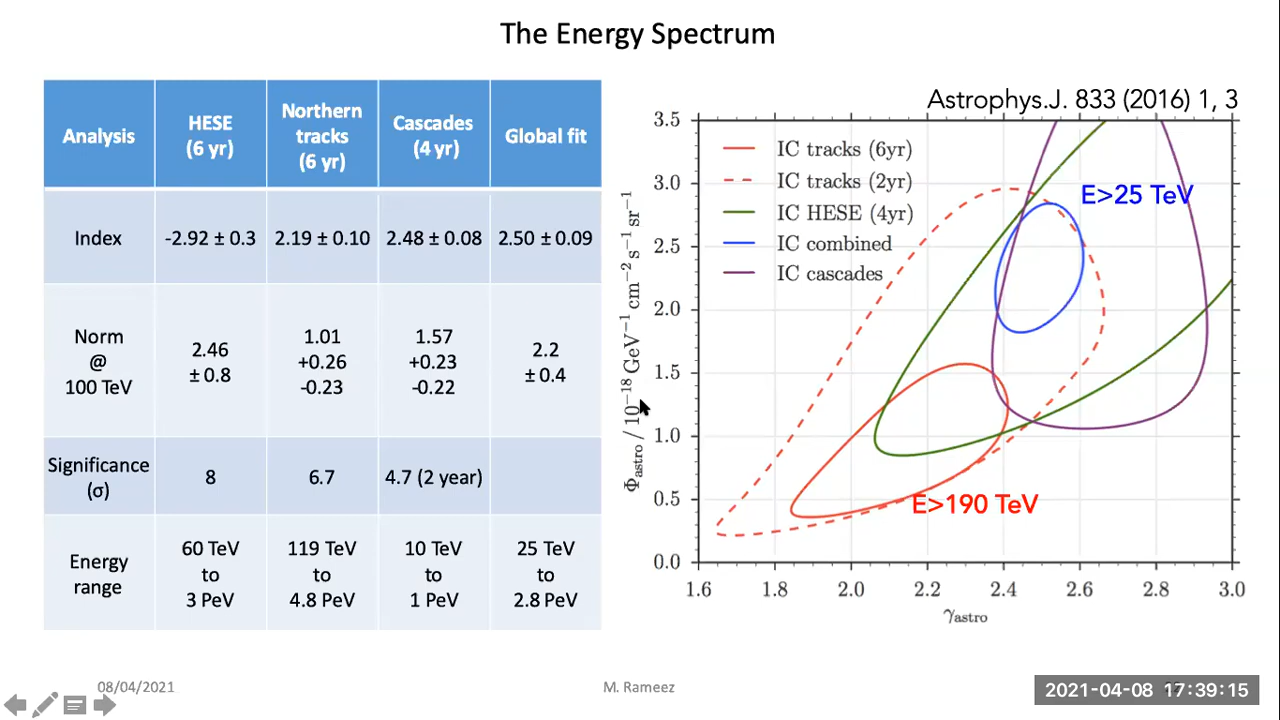 The Energy Spectrum
Analysis
HESE
(6 yr)
Northern
tracks
(6 yr)
Cascades
(4 yr)
Global fit
Index
-2.92 ± 0.3
2.19 ± 0.10
2.48 ± 0.08
2.50 ± 0.09
Norm
@
100 TeV
2.46
± 0.8
1.01
+0.26
-0.23
1.57
+0.23
-0.22
2.2
± 0.4
Significance
(σ)
8
6.7
4.7 (2 year)
Energy
range
60 TeV
to
3 PeV
119 TeV
to
4.8 PeV
10 TeV
to
1 PeV
25 TeV
to
2.8 PeV
Astrophys.J. 833 (2016) 1, 3
Φastro / 10⁻¹⁸ GeV⁻¹ cm⁻² s⁻¹ sr⁻¹
3.5
3.0
2.5
2.0
1.5
1.0
0.5
0.0
IC tracks (6yr)
IC tracks (2yr)
IC HESE (4yr)
IC combined
IC cascades
E>25 TeV
E>190 TeV
1.6 1.8 2.0 2.2 2.4 2.6 2.8 3.0
γastro
08/04/2021
M. Rameez
2021-04-08 17:39:15